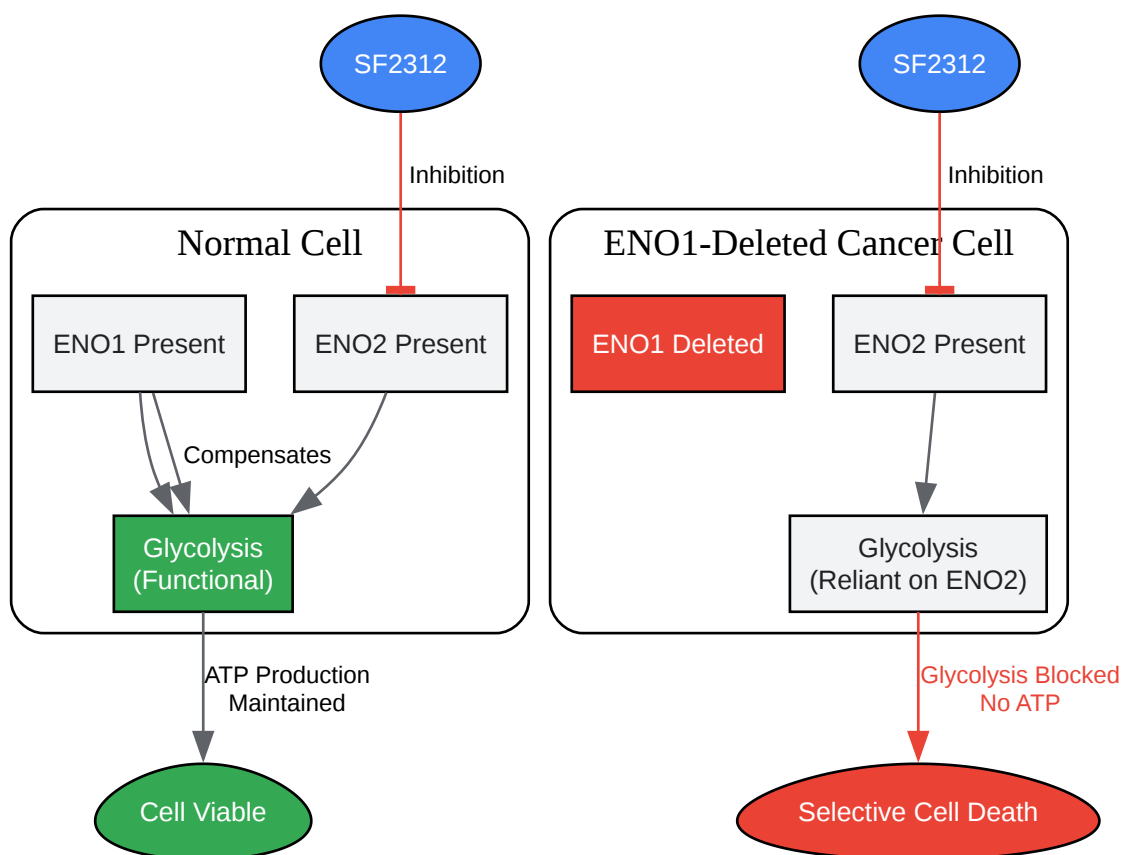 SF2312
SF2312
Inhibition
Inhibition
Normal Cell
ENO1-Deleted Cancer Cell
ENO1 Present
ENO2 Present
ENO1 Deleted
ENO2 Present
Compensates
Glycolysis
(Functional)
Glycolysis
(Reliant on ENO2)
ATP Production
Maintained
Glycolysis Blocked
No ATP
Cell Viable
Selective Cell Death